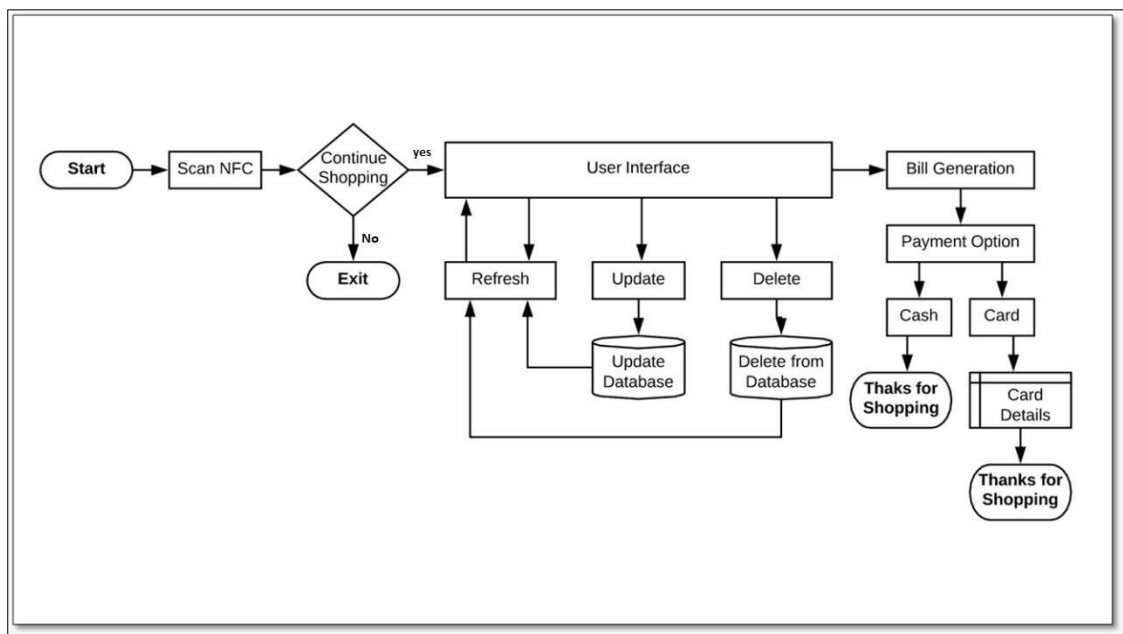 Start
Scan NFC
Continue
Shopping
yes
User Interface
Bill Generation
No
Exit
Refresh
Update
Delete
Payment Option
Cash
Card
Update
Database
Delete from
Database
Thaks for
Shopping
Card
Details
Thanks for
Shopping